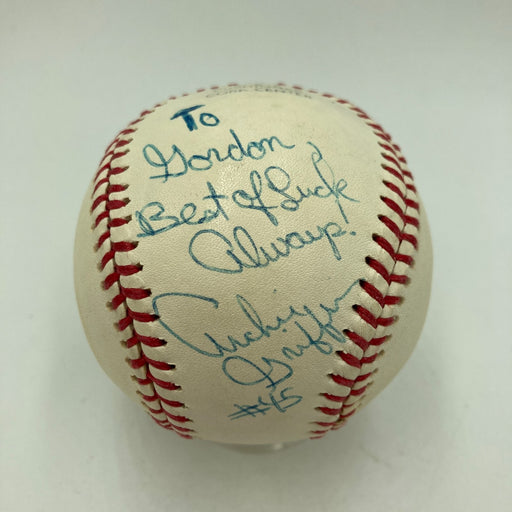 To
Gordon,
Best of Luck
Always!
Archie
Griffin
#45